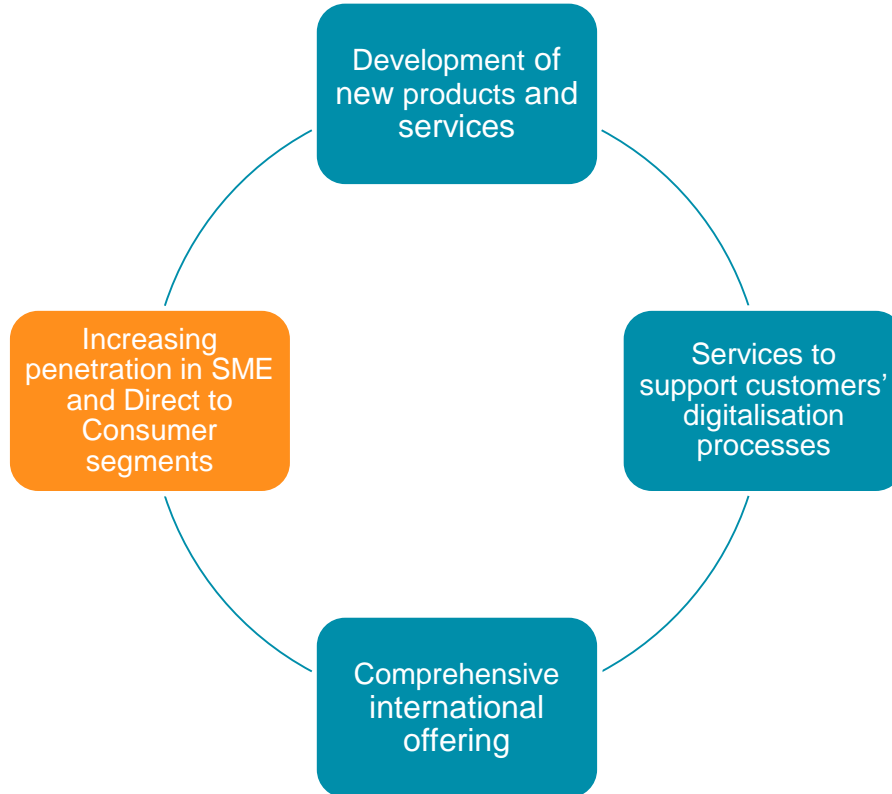 Development of
new products and
services
Increasing
penetration in SME
and Direct to
Consumer
segments
Services to
support customers’
digitalisation
processes
Comprehensive
international
offering